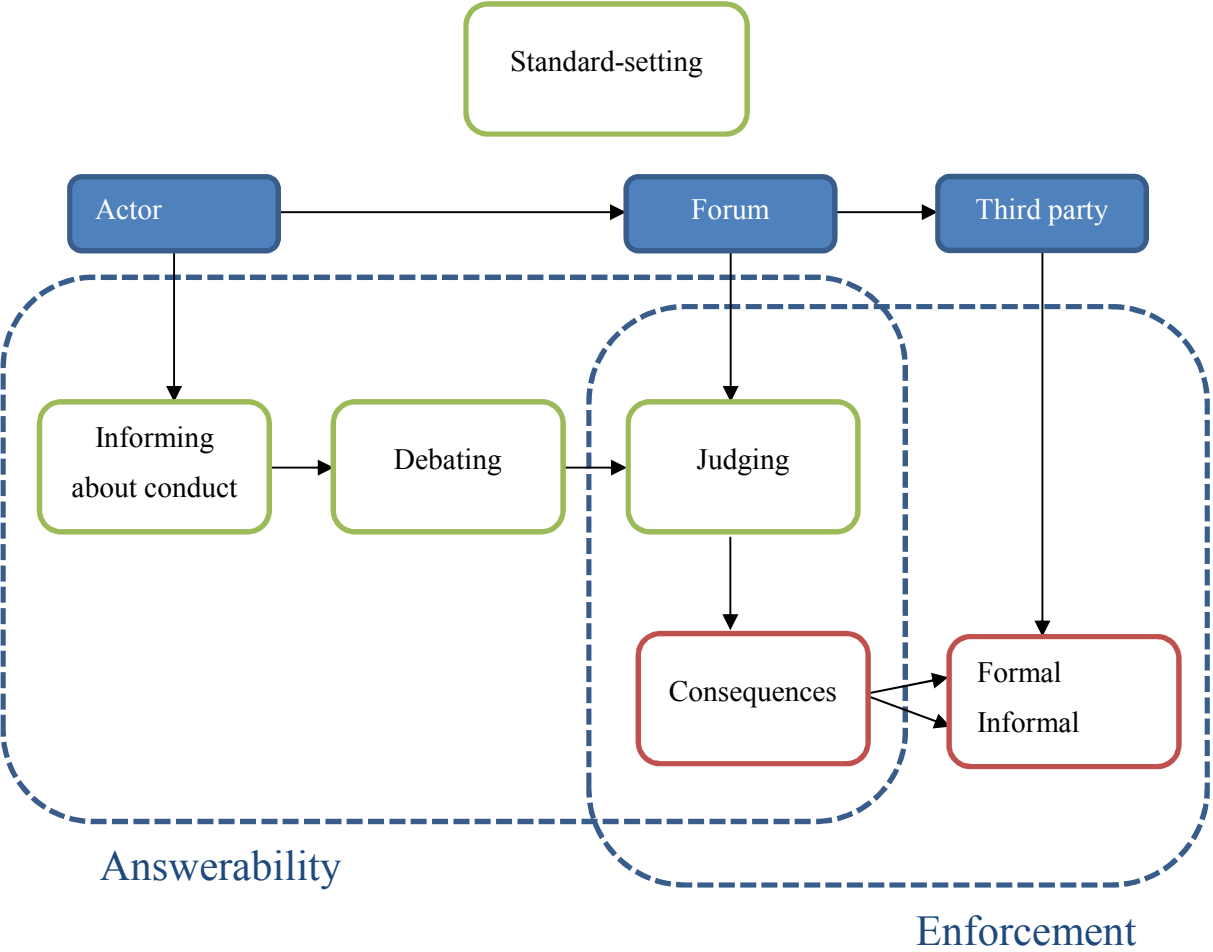 Standard-setting
Actor
Forum
Third party
Informing
about conduct
Debating
Judging
Consequences
Formal
Informal
Answerability
Enforcement